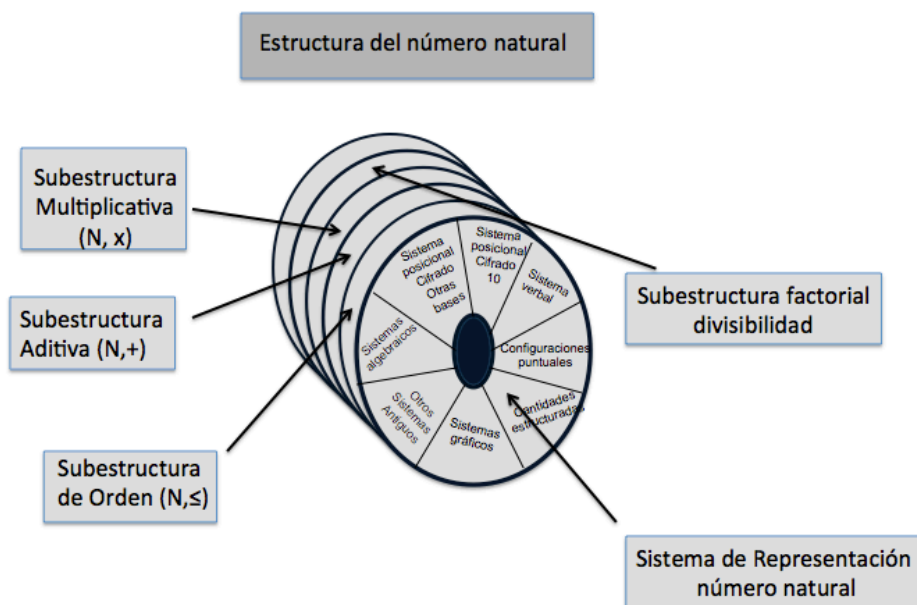 Estructura del número natural
Subestructura
Multiplicativa
(N, x)
Subestructura
Aditiva (N,+)
Subestructura
de Orden (N,≤)
Sistema
posicional
Cifrado
Otras
bases
Sistema
posicional
Cifrado
10
Sistema
verbal
Configuraciones
puntuales
Cantidades
estructuradas
Sistemas
gráficos
Otros
Sistemas
Antiguos
Sistemas
algebraicos
Subestructura factorial
divisibilidad
Sistema de Representación
número natural